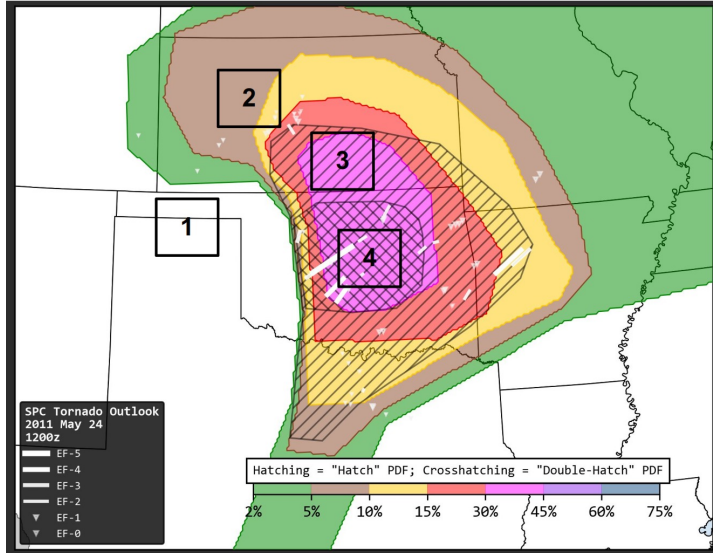 2
3
1
4
SPC Tornado Outlook
2011 May 24
1200z
EF-5
EF-4
EF-3
EF-2
EF-1
EF-0
Hatching = "Hatch" PDF; Crosshatching = "Double-Hatch" PDF
2% 5% 10% 15% 30% 45% 60% 75%